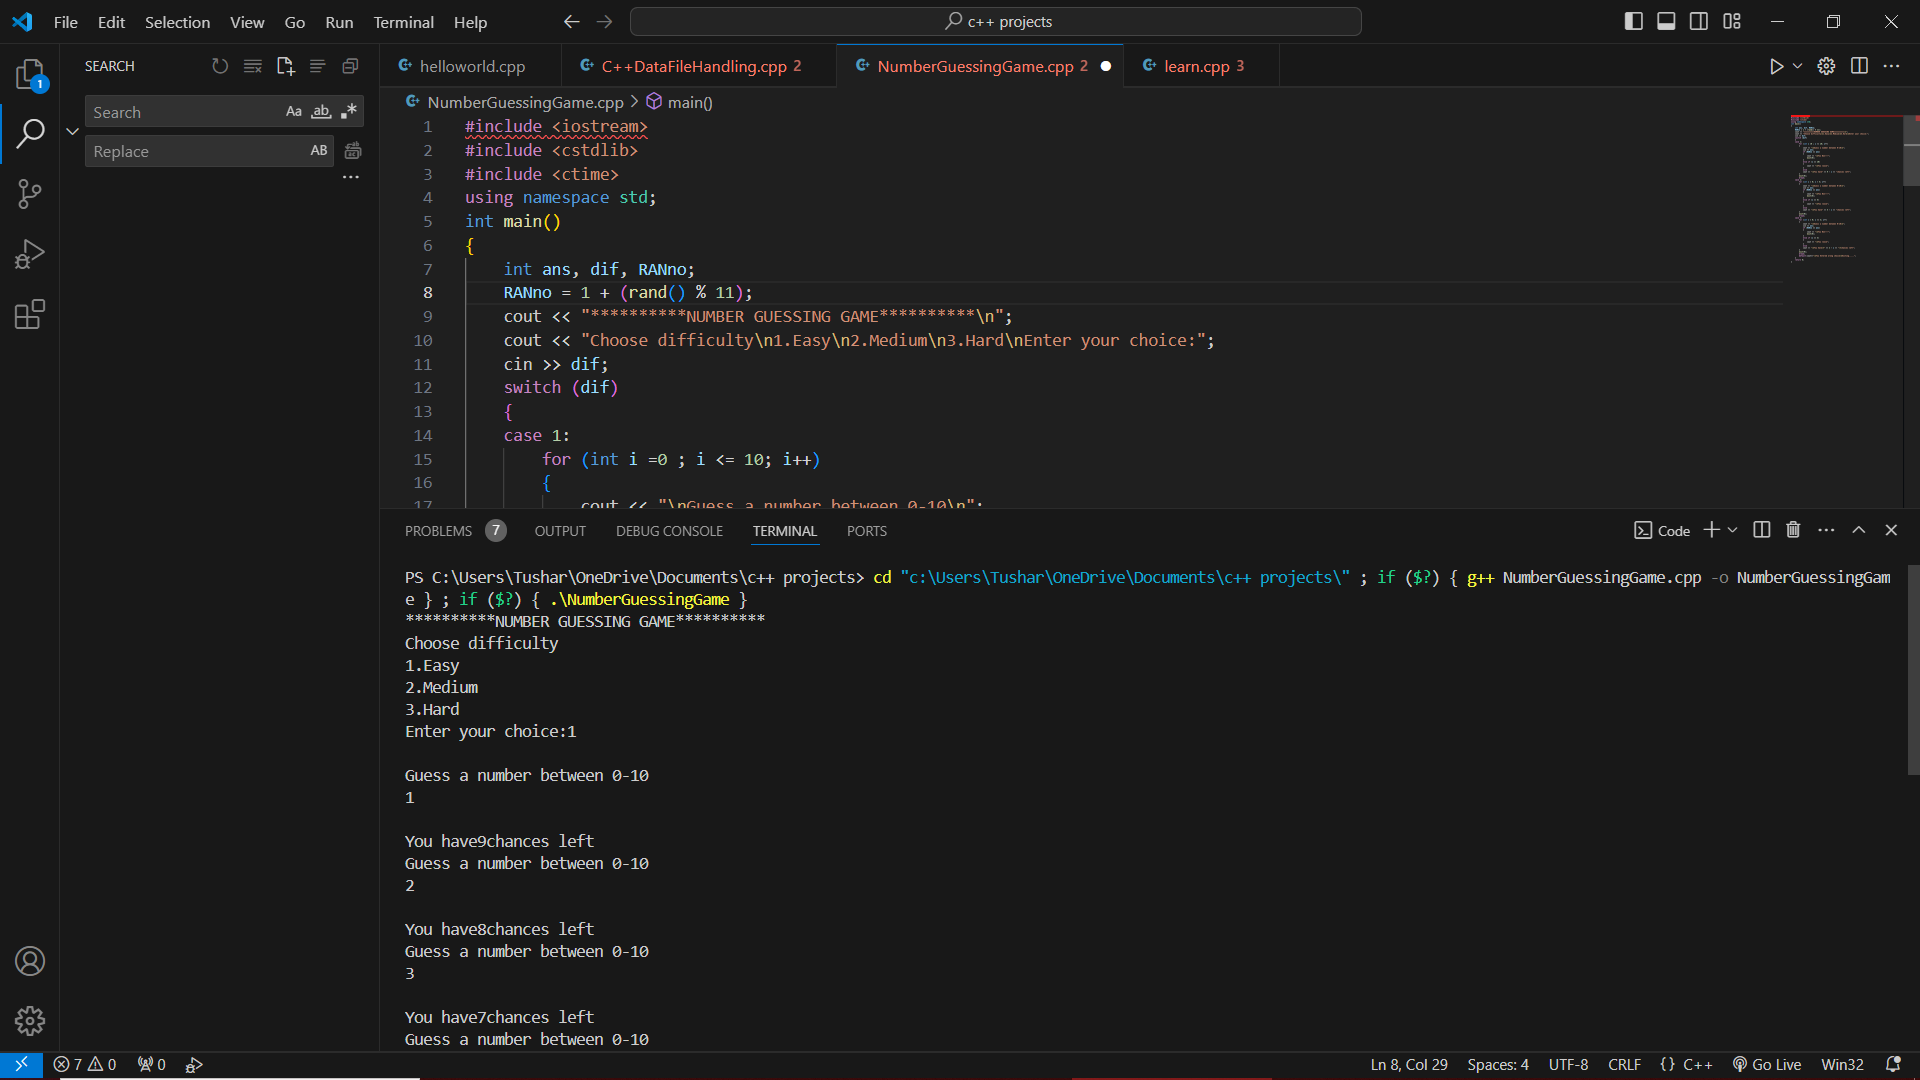 File Edit Selection View Go Run Terminal Help
c++ projects
SEARCH
Search Aa ab
Replace AB
1
helloworld.cpp
C++DataFileHandling.cpp 2
NumberGuessingGame.cpp 2
learn.cpp 3
NumberGuessingGame.cpp > main()
1 #include <iostream>
2 #include <cstdlib>
3 #include <ctime>
4 using namespace std;
5 int main()
6 {
7 int ans, dif, RANno;
8 RANno = 1 + (rand() % 11);
9 cout << "**********NUMBER GUESSING GAME**********\n";
10 cout << "Choose difficulty\n1.Easy\n2.Medium\n3.Hard\nEnter your choice:";
11 cin >> dif;
12 switch (dif)
13 {
14 case 1:
15 for (int i =0 ; i <= 10; i++)
16 {
17 cout << "\nGuess a number between 0-10\n";
PROBLEMS 7 OUTPUT DEBUG CONSOLE TERMINAL PORTS
Code
PS C:\Users\Tushar\OneDrive\Documents\c++ projects> cd "c:\Users\Tushar\OneDrive\Documents\c++ projects\" ; if ($?) { g++ NumberGuessingGame.cpp -o NumberGuessingGam
e } ; if ($?) { .\NumberGuessingGame }
**********NUMBER GUESSING GAME**********
Choose difficulty
1.Easy
2.Medium
3.Hard
Enter your choice:1
Guess a number between 0-10
1
You have9chances left
Guess a number between 0-10
2
You have8chances left
Guess a number between 0-10
3
You have7chances left
Guess a number between 0-10
7 0 0
Ln 8, Col 29 Spaces: 4 UTF-8 CRLF {} C++ Go Live Win32